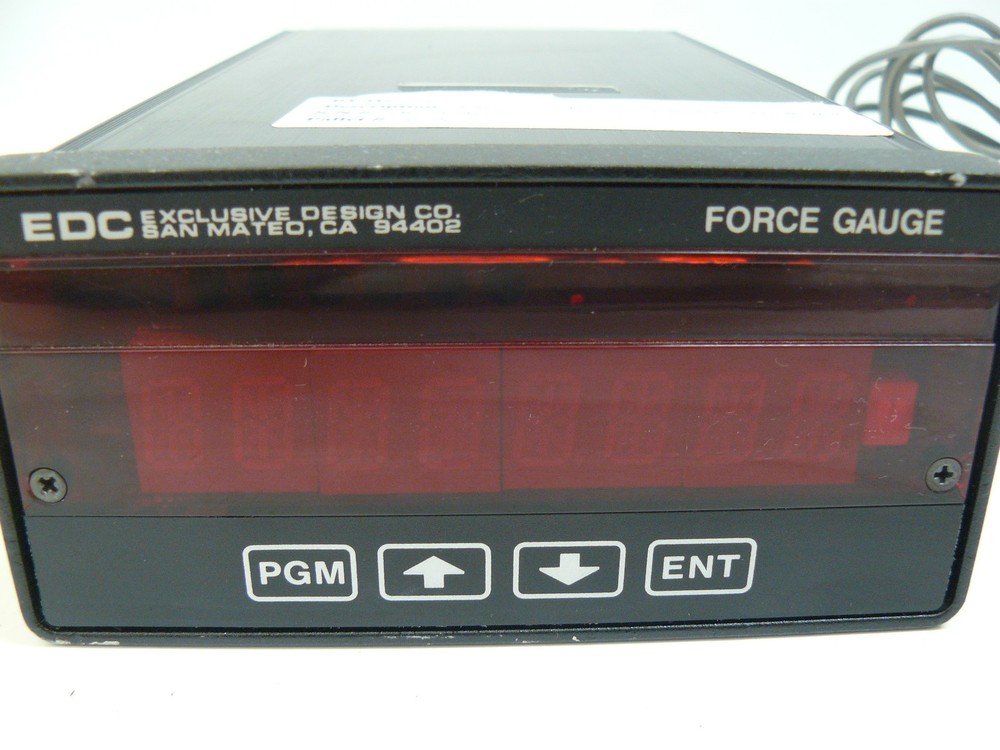 EDC EXCLUSIVE DESIGN CO.
SAN MATEO, CA 94402
FORCE GAUGE
PGM
ENT